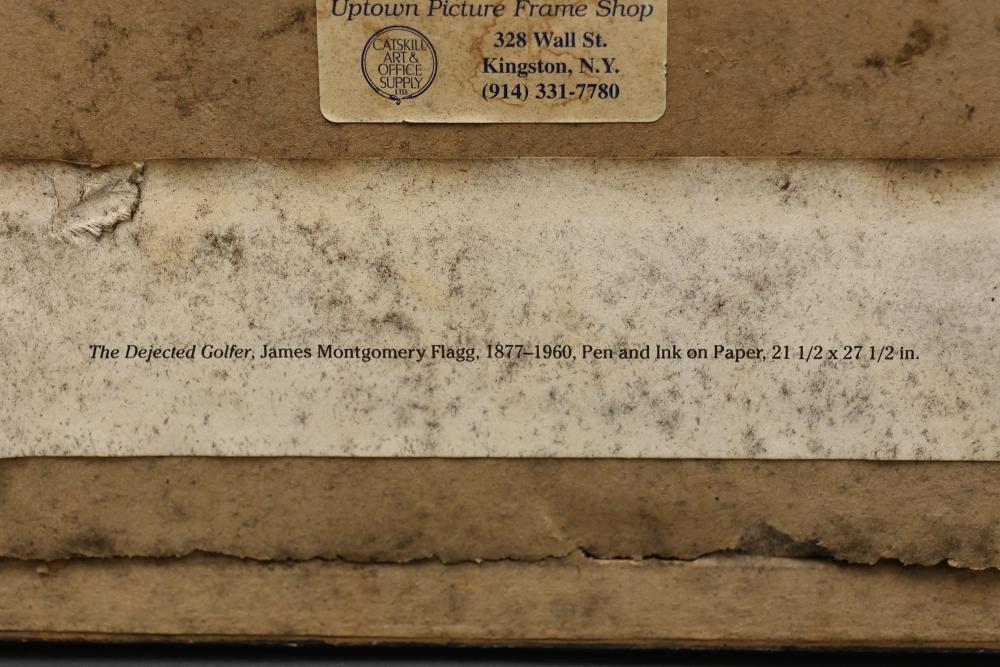 Uptown Picture Frame Shop
CATSKILL
ART &
OFFICE
SUPPLY
LTD
328 Wall St.
Kingston, N.Y.
(914) 331-7780
The Dejected Golfer, James Montgomery Flagg, 1877–1960, Pen and Ink on Paper, 21 1/2 x 27 1/2 in.